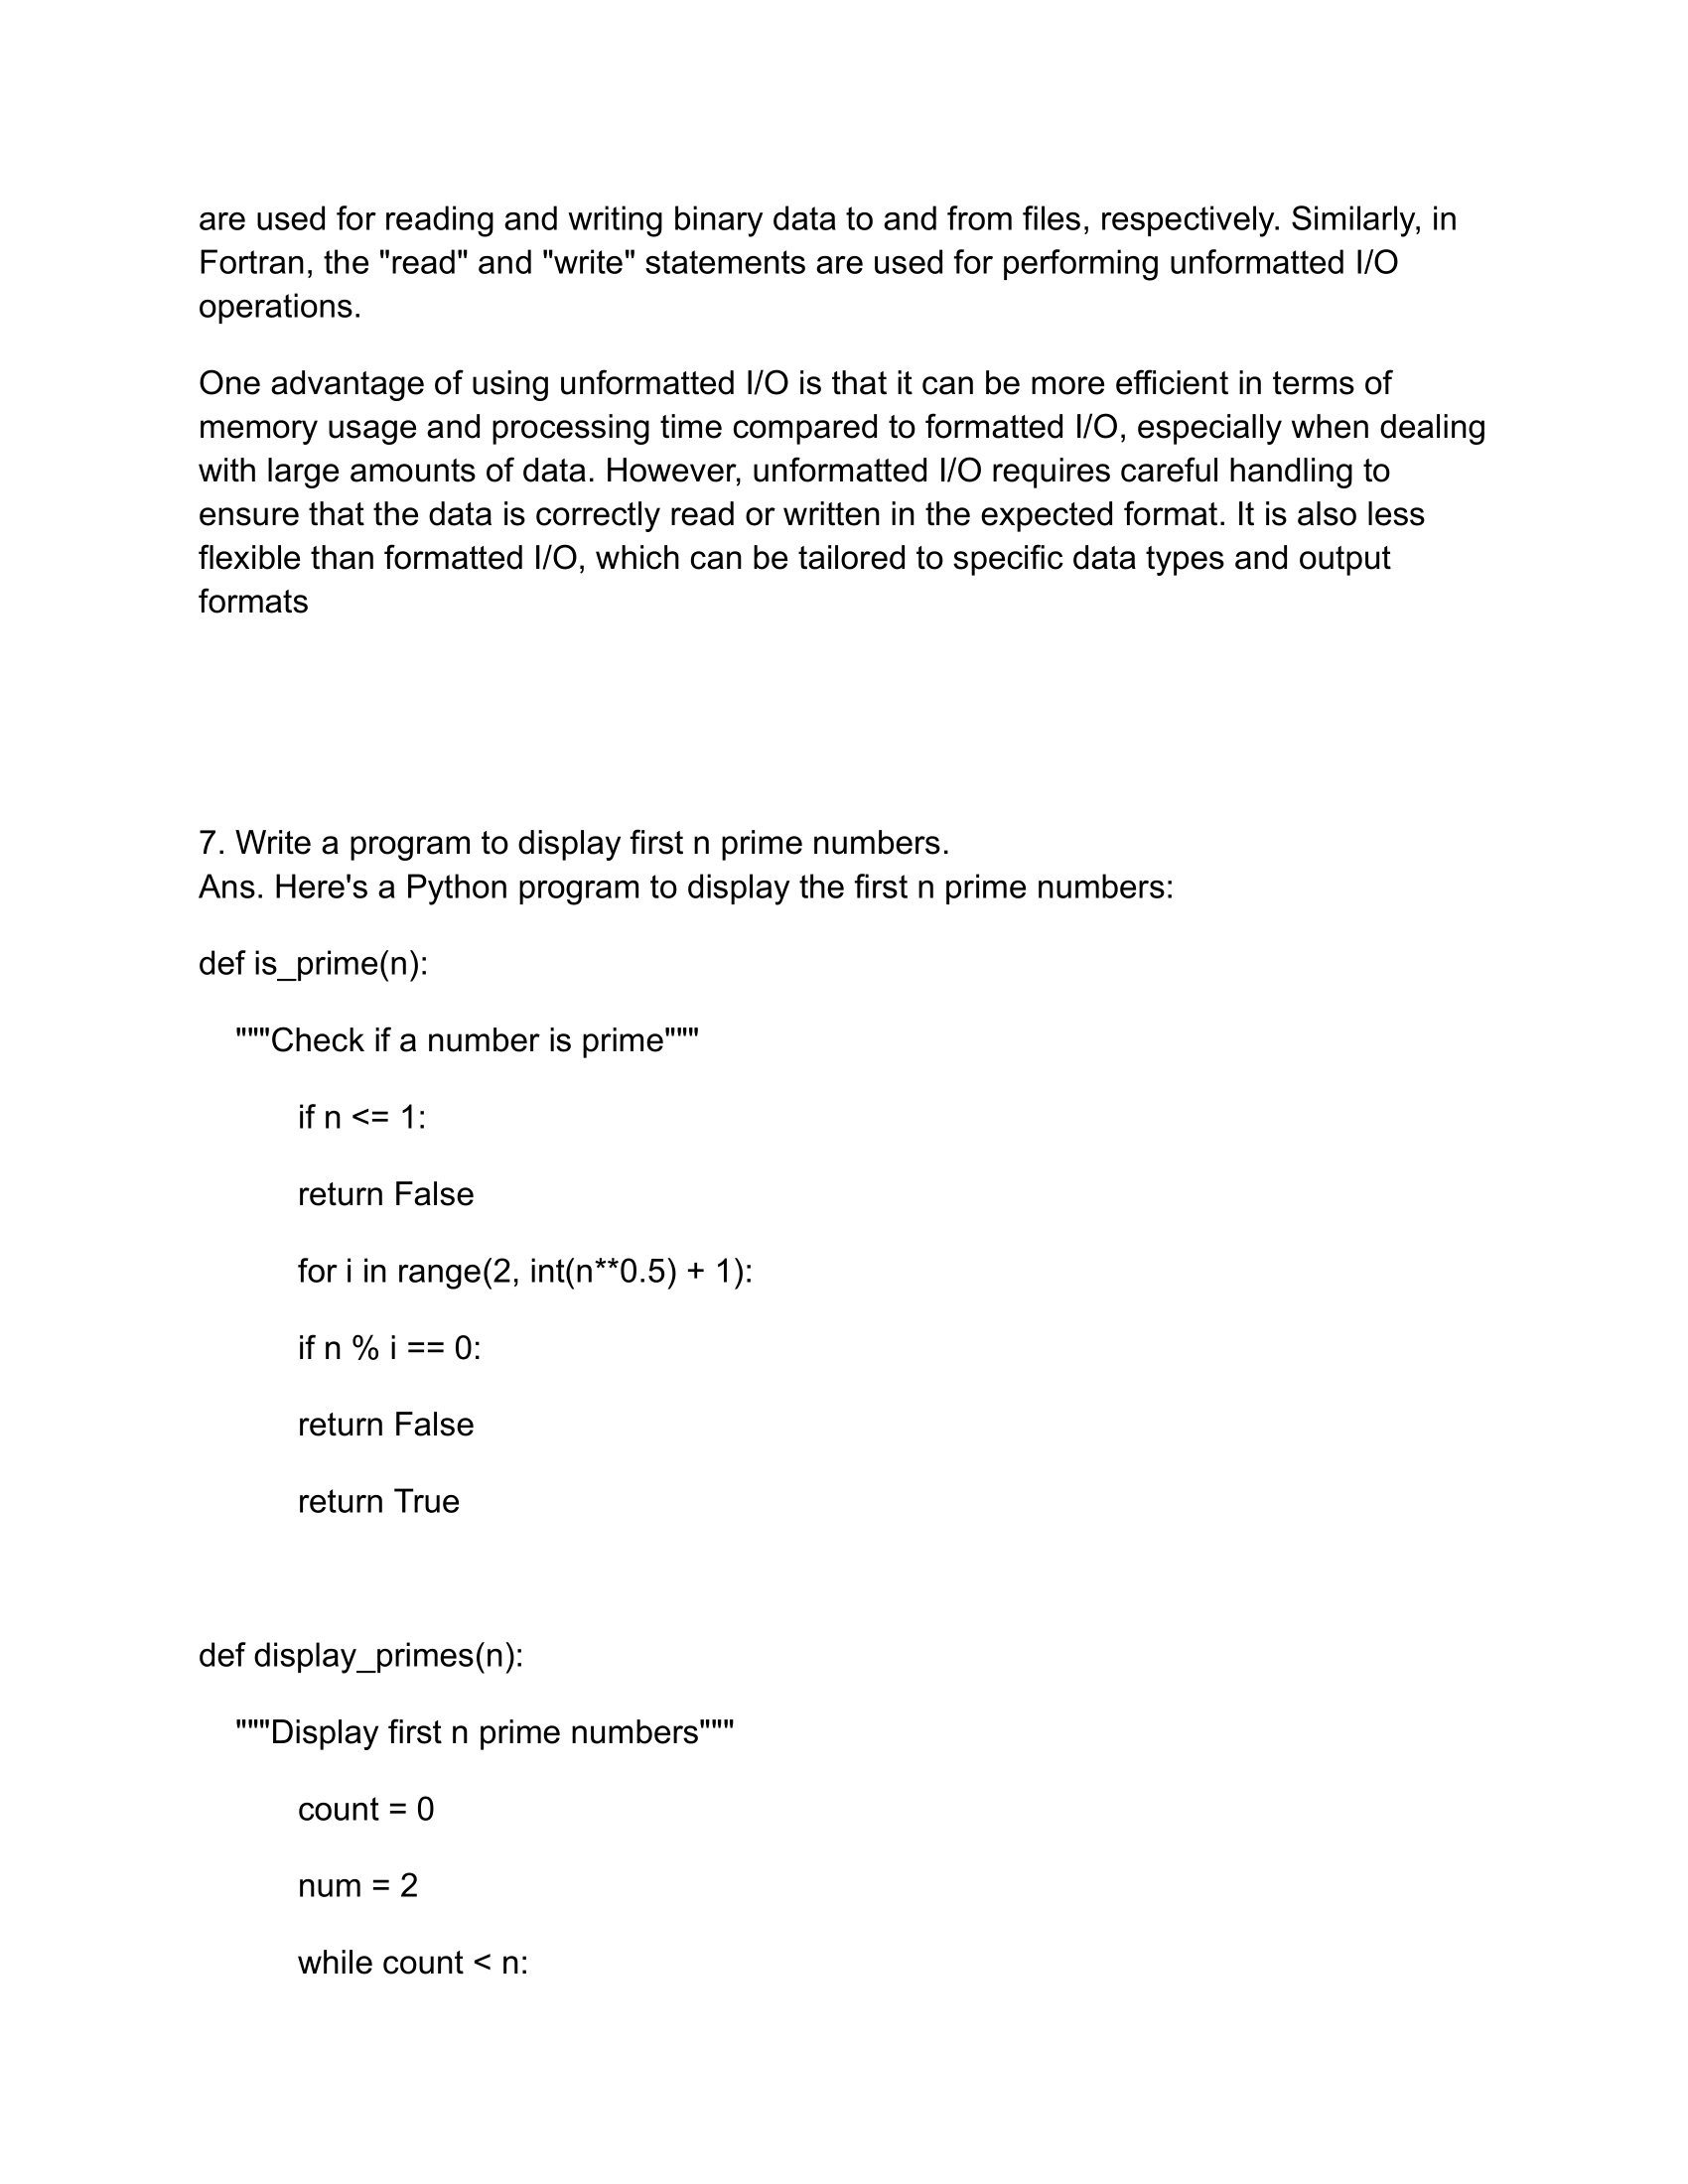 are used for reading and writing binary data to and from files, respectively. Similarly, in
Fortran, the "read" and "write" statements are used for performing unformatted I/O
operations.
One advantage of using unformatted I/O is that it can be more efficient in terms of
memory usage and processing time compared to formatted I/O, especially when dealing
with large amounts of data. However, unformatted I/O requires careful handling to
ensure that the data is correctly read or written in the expected format. It is also less
flexible than formatted I/O, which can be tailored to specific data types and output
formats
7. Write a program to display first n prime numbers.
Ans. Here's a Python program to display the first n prime numbers:
def is_prime(n):
"""Check if a number is prime"""
if n <= 1:
return False
for i in range(2, int(n**0.5) + 1):
if n % i == 0:
return False
return True
def display_primes(n):
"""Display first n prime numbers"""
count = 0
num = 2
while count < n: